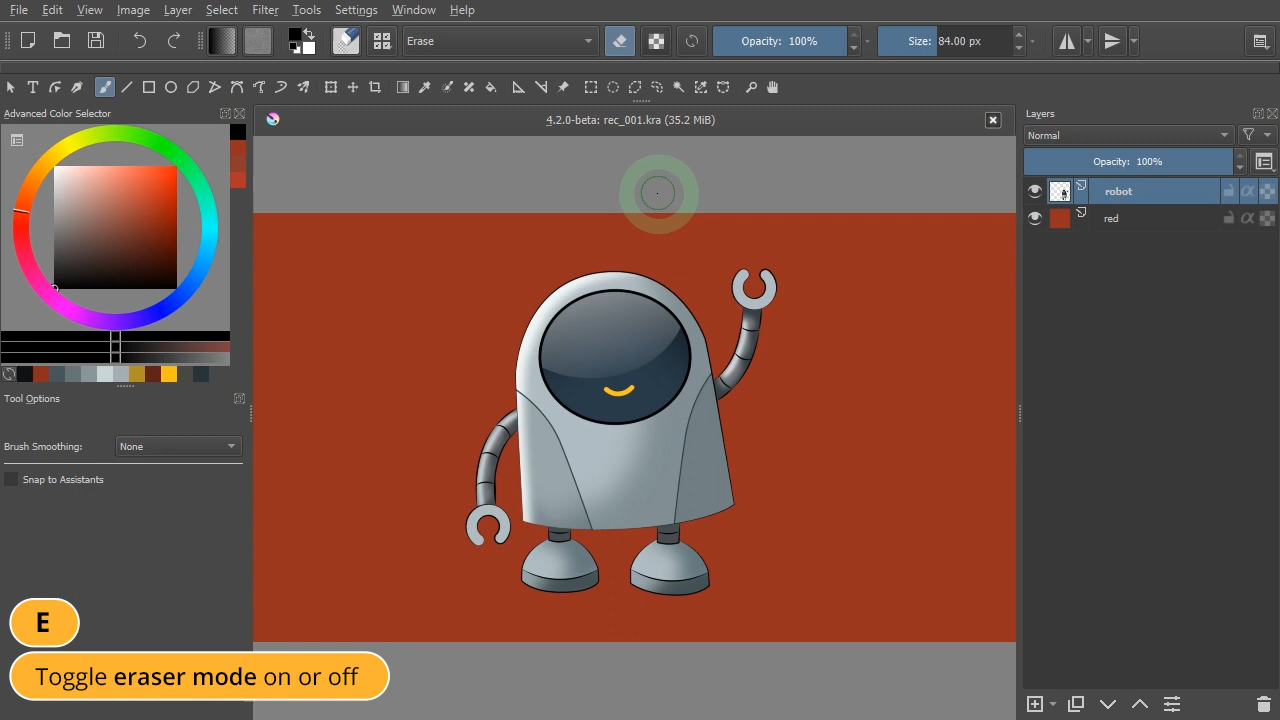 File Edit View Image Layer Select Filter Tools Settings Window Help
Erase Opacity: 100% Size: 84.00 px
Advanced Color Selector
4.2.0-beta: rec_001.kra (35.2 MiB)
Layers
Normal
Opacity: 100%
robot
red
Tool Options
Brush Smoothing: None
Snap to Assistants
E
Toggle eraser mode on or off